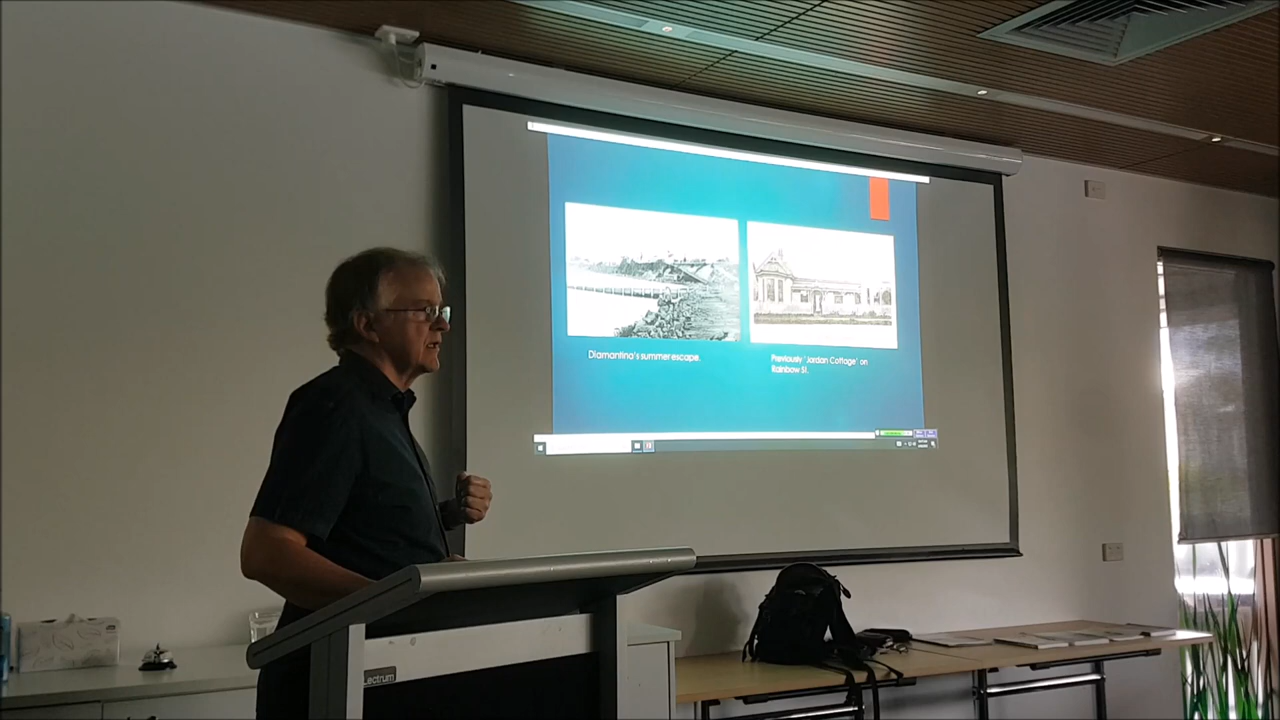 Diamantina's summer escape.
Previously 'Jordan Cottage' on
Rainbow St.
Lectrum